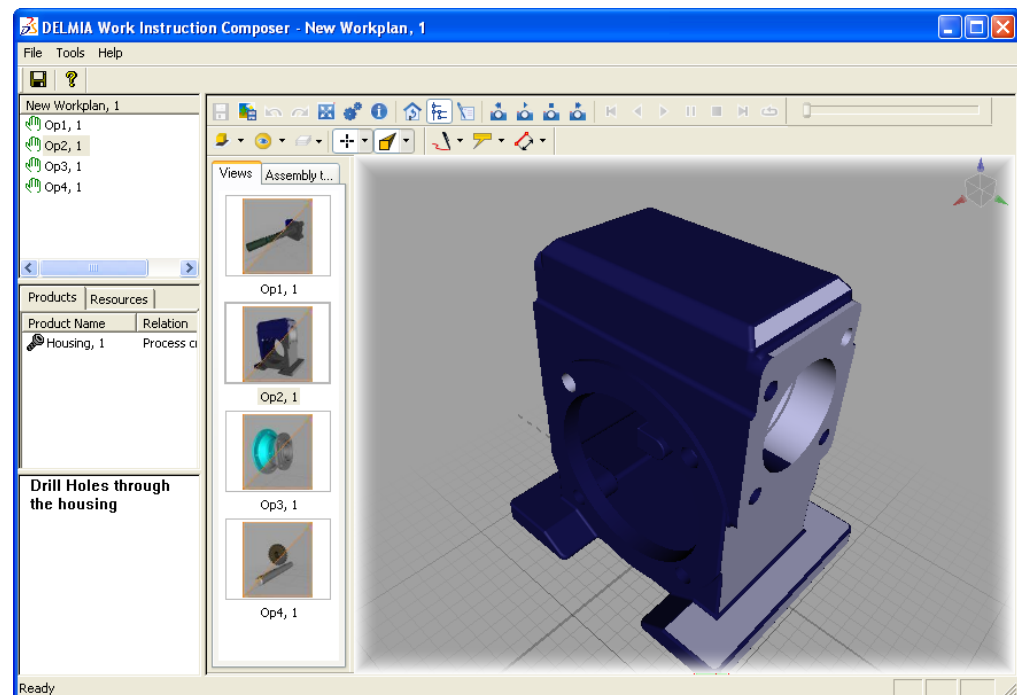 DELMIA Work Instruction Composer - New Workplan, 1
File Tools Help
New Workplan, 1
Op1, 1
Op2, 1
Op3, 1
Op4, 1
Products Resources
Product Name Relation
Housing, 1 Process cr
Drill Holes through
the housing
Views Assembly t...
Op1, 1
Op2, 1
Op3, 1
Op4, 1
Ready